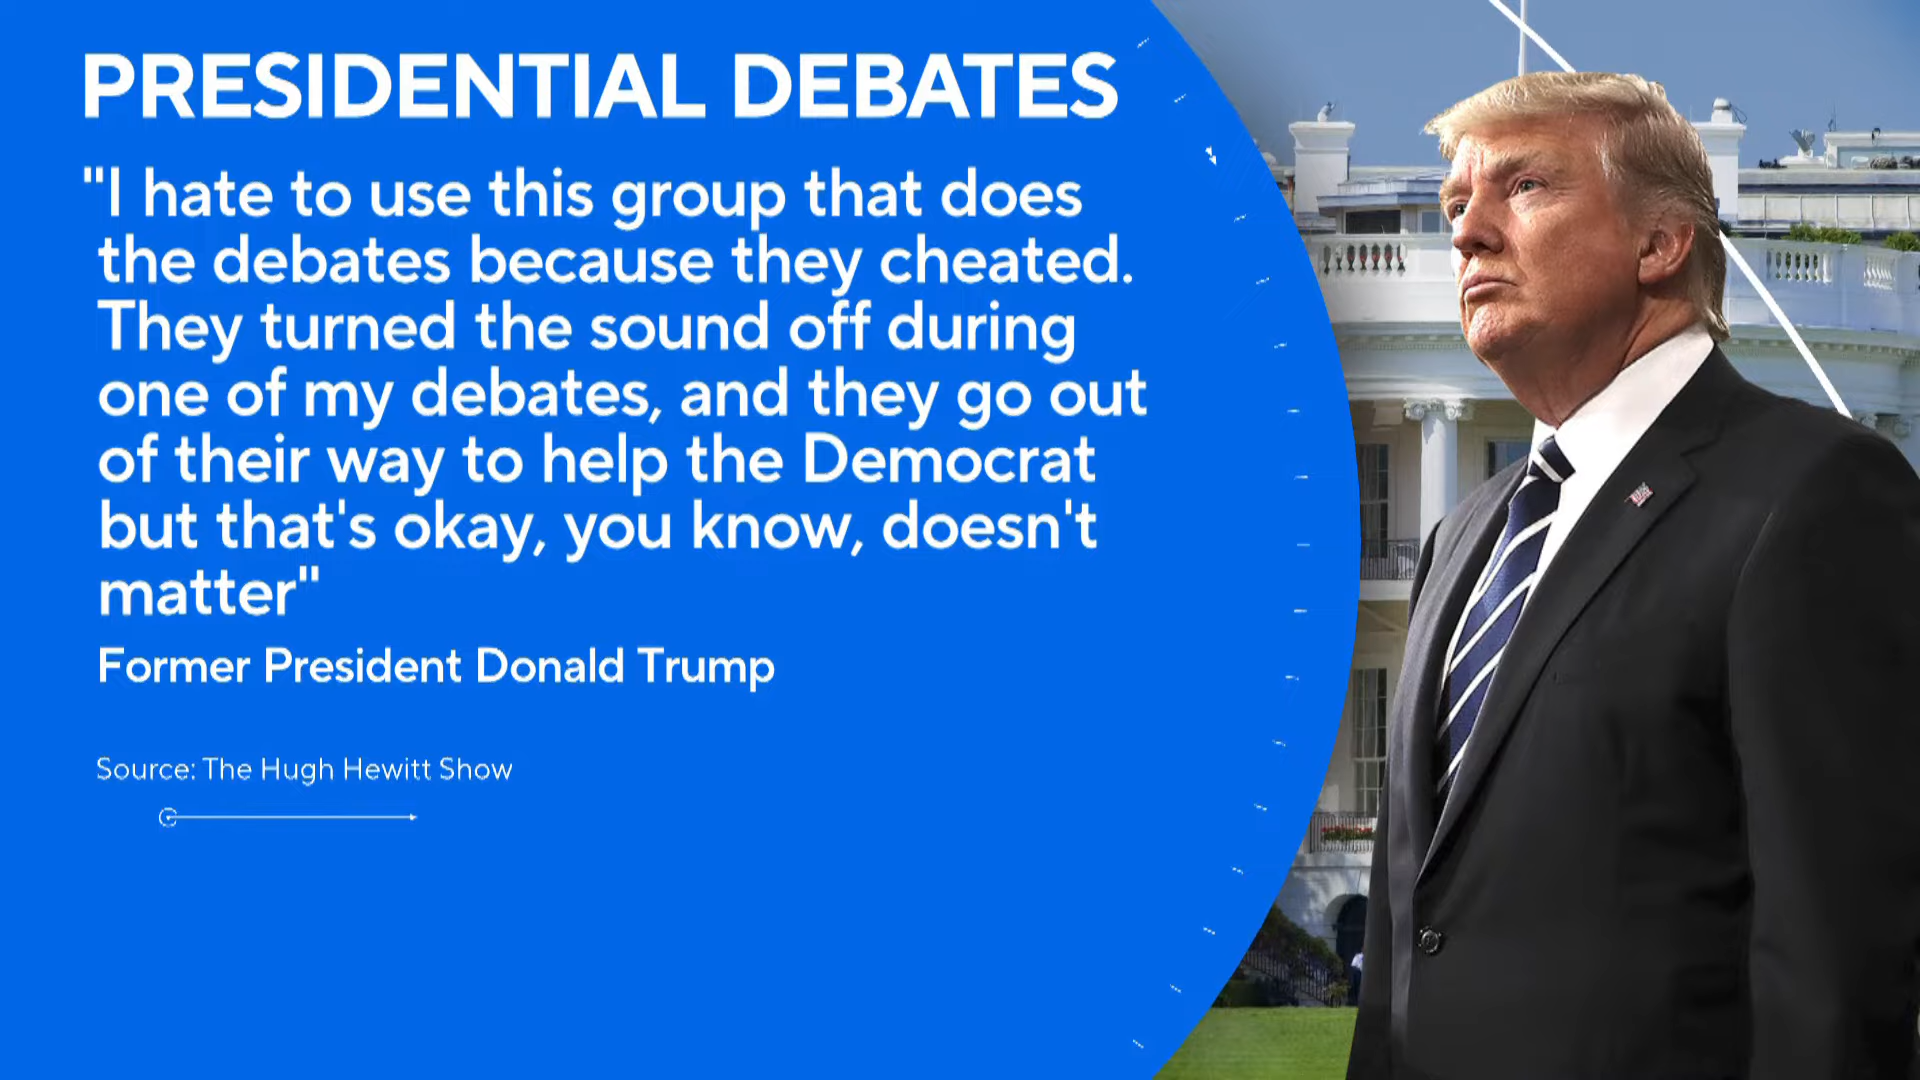 PRESIDENTIAL DEBATES
"I hate to use this group that does
the debates because they cheated.
They turned the sound off during
one of my debates, and they go out
of their way to help the Democrat
but that's okay, you know, doesn't
matter"
Former President Donald Trump
Source: The Hugh Hewitt Show